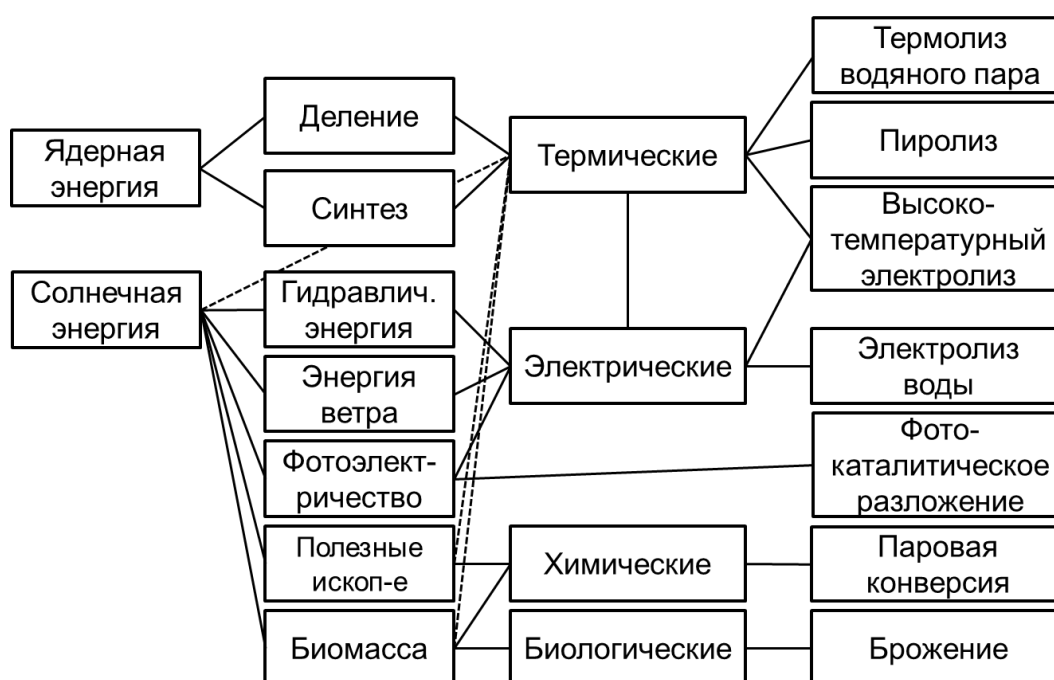 Ядерная
энергия
Солнечная
энергия
Деление
Синтез
Гидравлич.
энергия
Энергия
ветра
Фотоэлект-
ричество
Полезные
ископ-е
Биомасса
Термические
Электрические
Химические
Биологические
Термолиз
водяного пара
Пиролиз
Высоко-
температурный
электролиз
Электролиз
воды
Фото-
каталитическое
разложение
Паровая
конверсия
Брожение